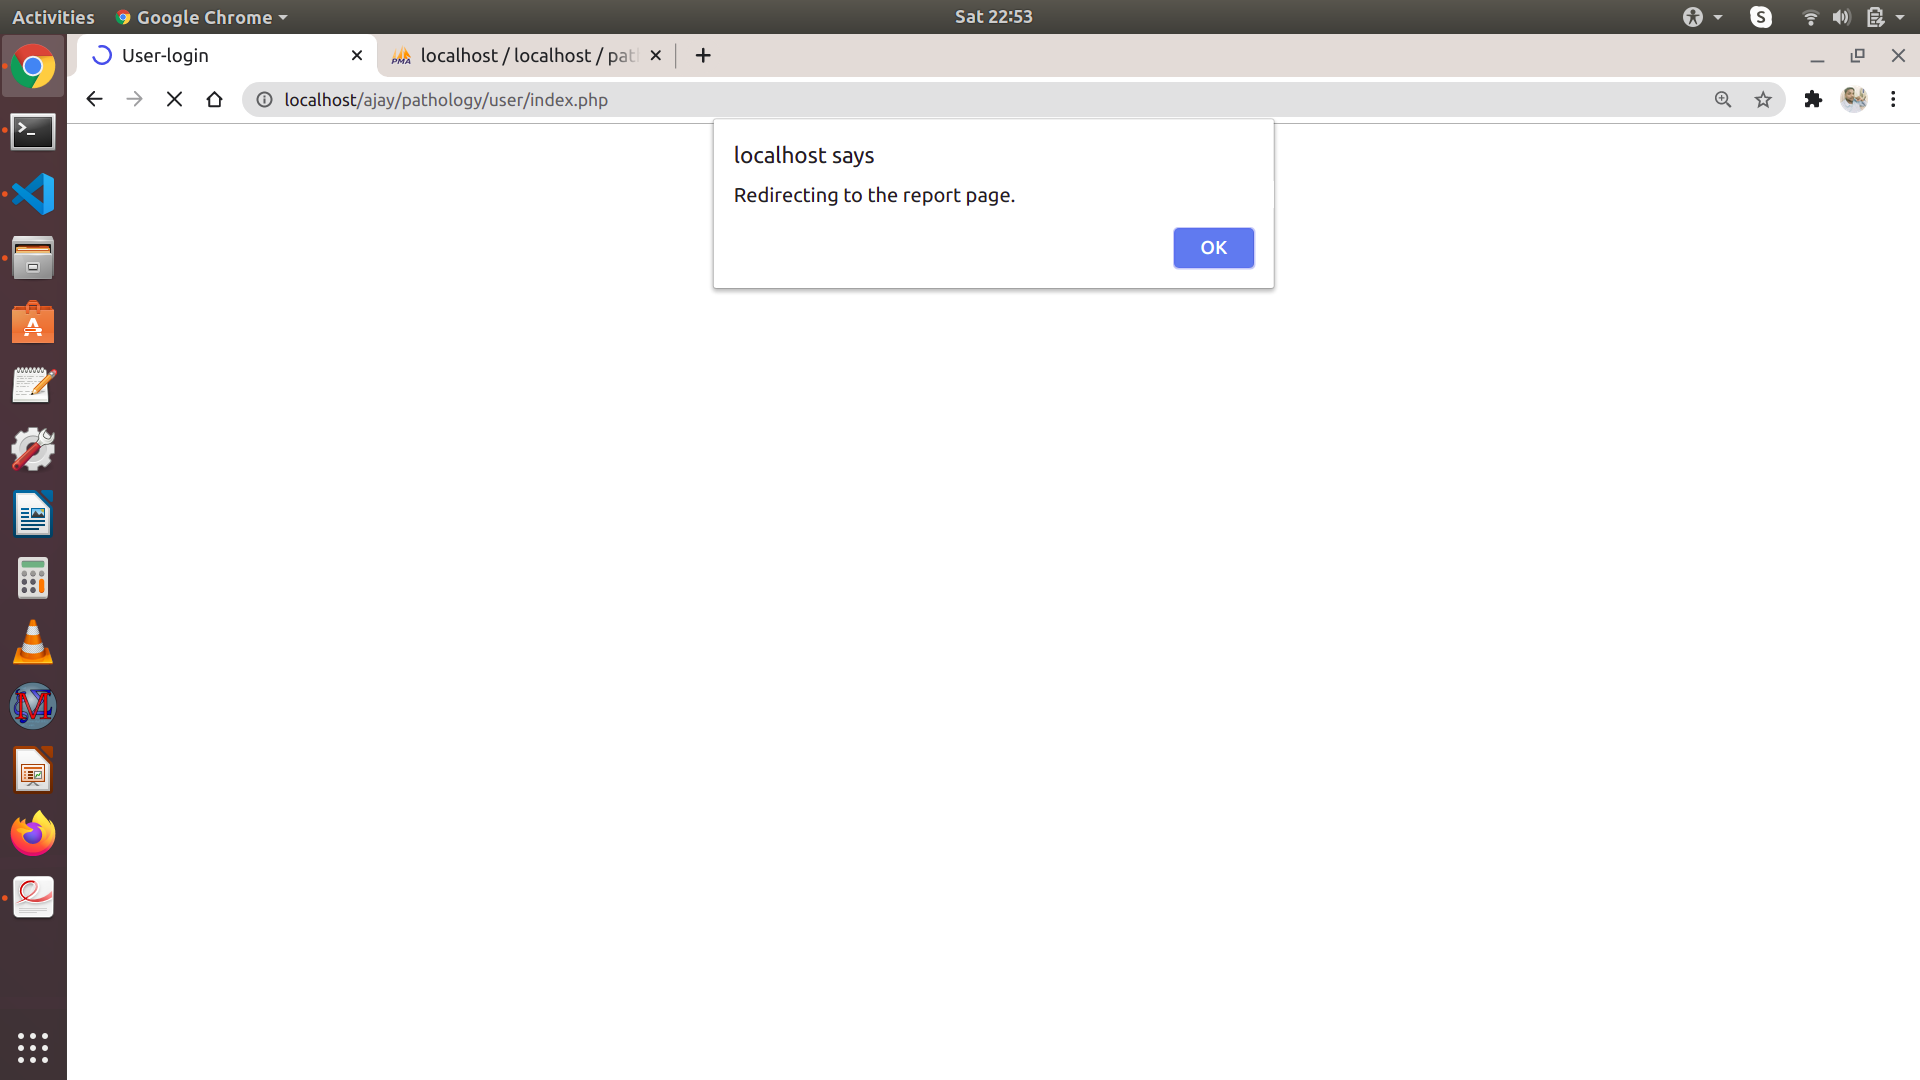 Activities
Google Chrome
Sat 22:53
S
User-login
PMA
localhost / localhost / pat
localhost/ajay/pathology/user/index.php
localhost says
Redirecting to the report page.
OK